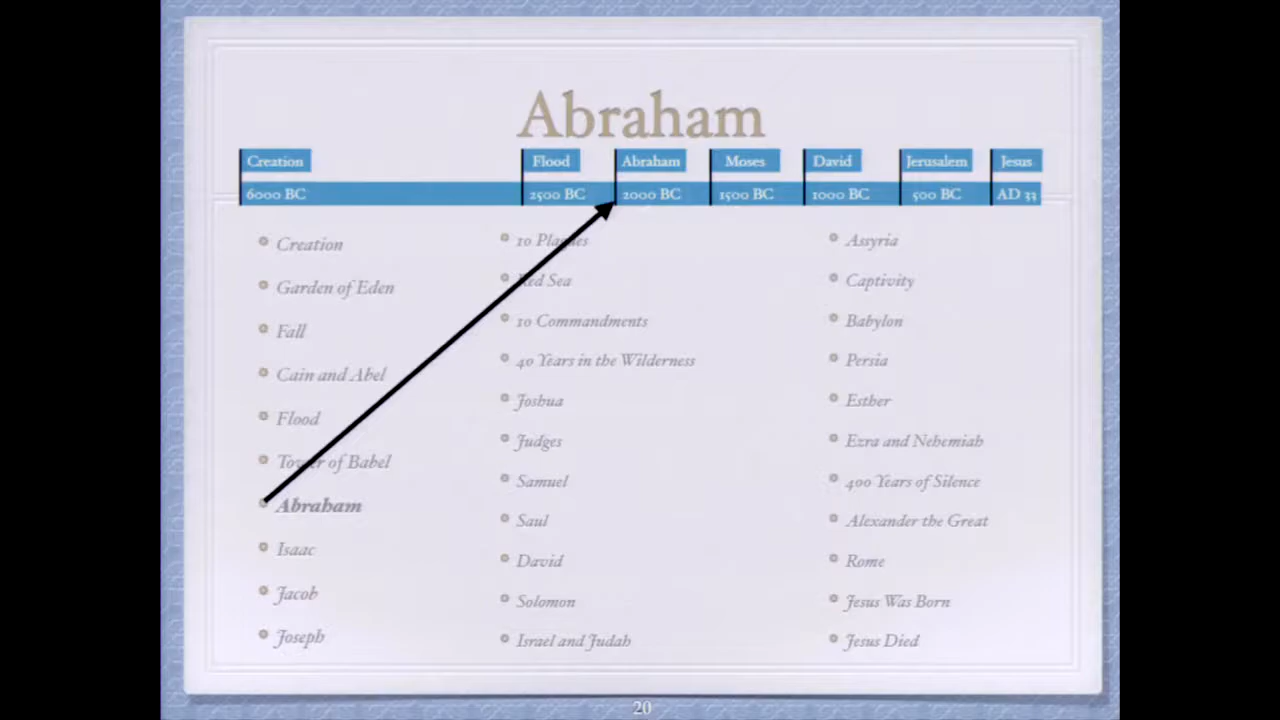 Abraham
Creation Flood Abraham Moses David Jerusalem Jesus
6000 BC 2500 BC 2000 BC 1500 BC 1000 BC 500 BC AD 33
Creation
Garden of Eden
Fall
Cain and Abel
Flood
Tower of Babel
Abraham
Isaac
Jacob
Joseph
10 Plagues
Red Sea
10 Commandments
40 Years in the Wilderness
Joshua
Judges
Samuel
Saul
David
Solomon
Israel and Judah
Assyria
Captivity
Babylon
Persia
Esther
Ezra and Nehemiah
400 Years of Silence
Alexander the Great
Rome
Jesus Was Born
Jesus Died
20